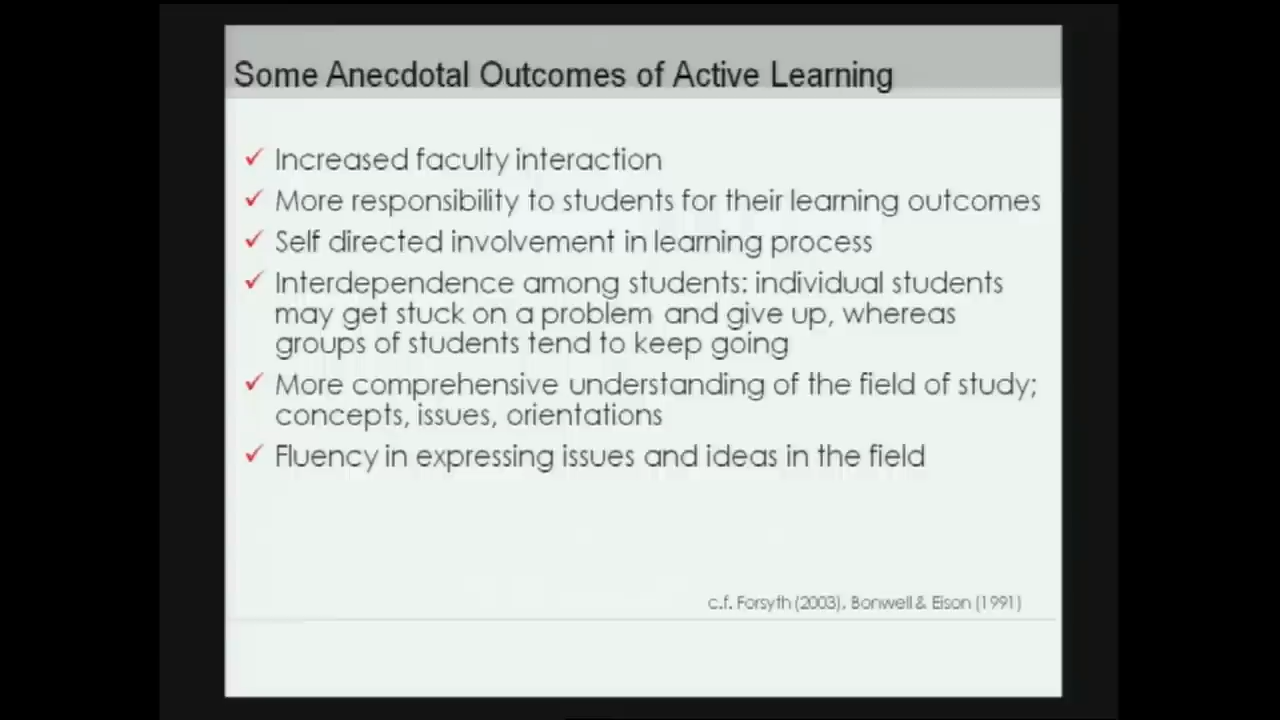 Some Anecdotal Outcomes of Active Learning
✓ Increased faculty interaction
✓ More responsibility to students for their learning outcomes
✓ Self directed involvement in learning process
✓ Interdependence among students: individual students
may get stuck on a problem and give up, whereas
groups of students tend to keep going
✓ More comprehensive understanding of the field of study;
concepts, issues, orientations
✓ Fluency in expressing issues and ideas in the field
c.f. Forsyth (2003), Bonwell & Eison (1991)